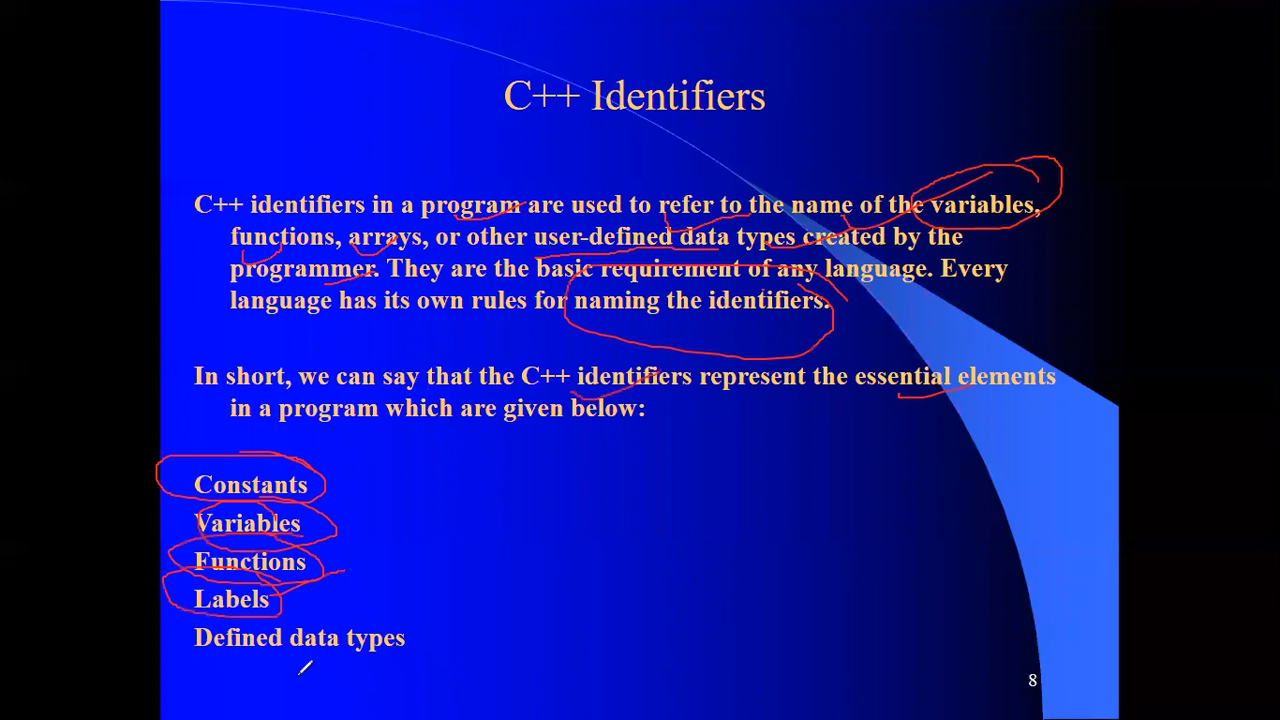 C++ Identifiers
C++ identifiers in a program are used to refer to the name of the variables,
functions, arrays, or other user-defined data types created by the
programmer. They are the basic requirement of any language. Every
language has its own rules for naming the identifiers.
In short, we can say that the C++ identifiers represent the essential elements
in a program which are given below:
Constants
Variables
Functions
Labels
Defined data types
8